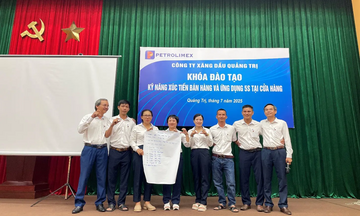 PETROLIMEX
CÔNG TY XĂNG DẦU QUẢNG TRỊ
KHÓA ĐÀO TẠO
KỸ NĂNG XÚC TIẾN BÁN HÀNG VÀ ỨNG DỤNG 5S TẠI CỬA HÀNG
Quảng Trị, tháng 7 năm 2023